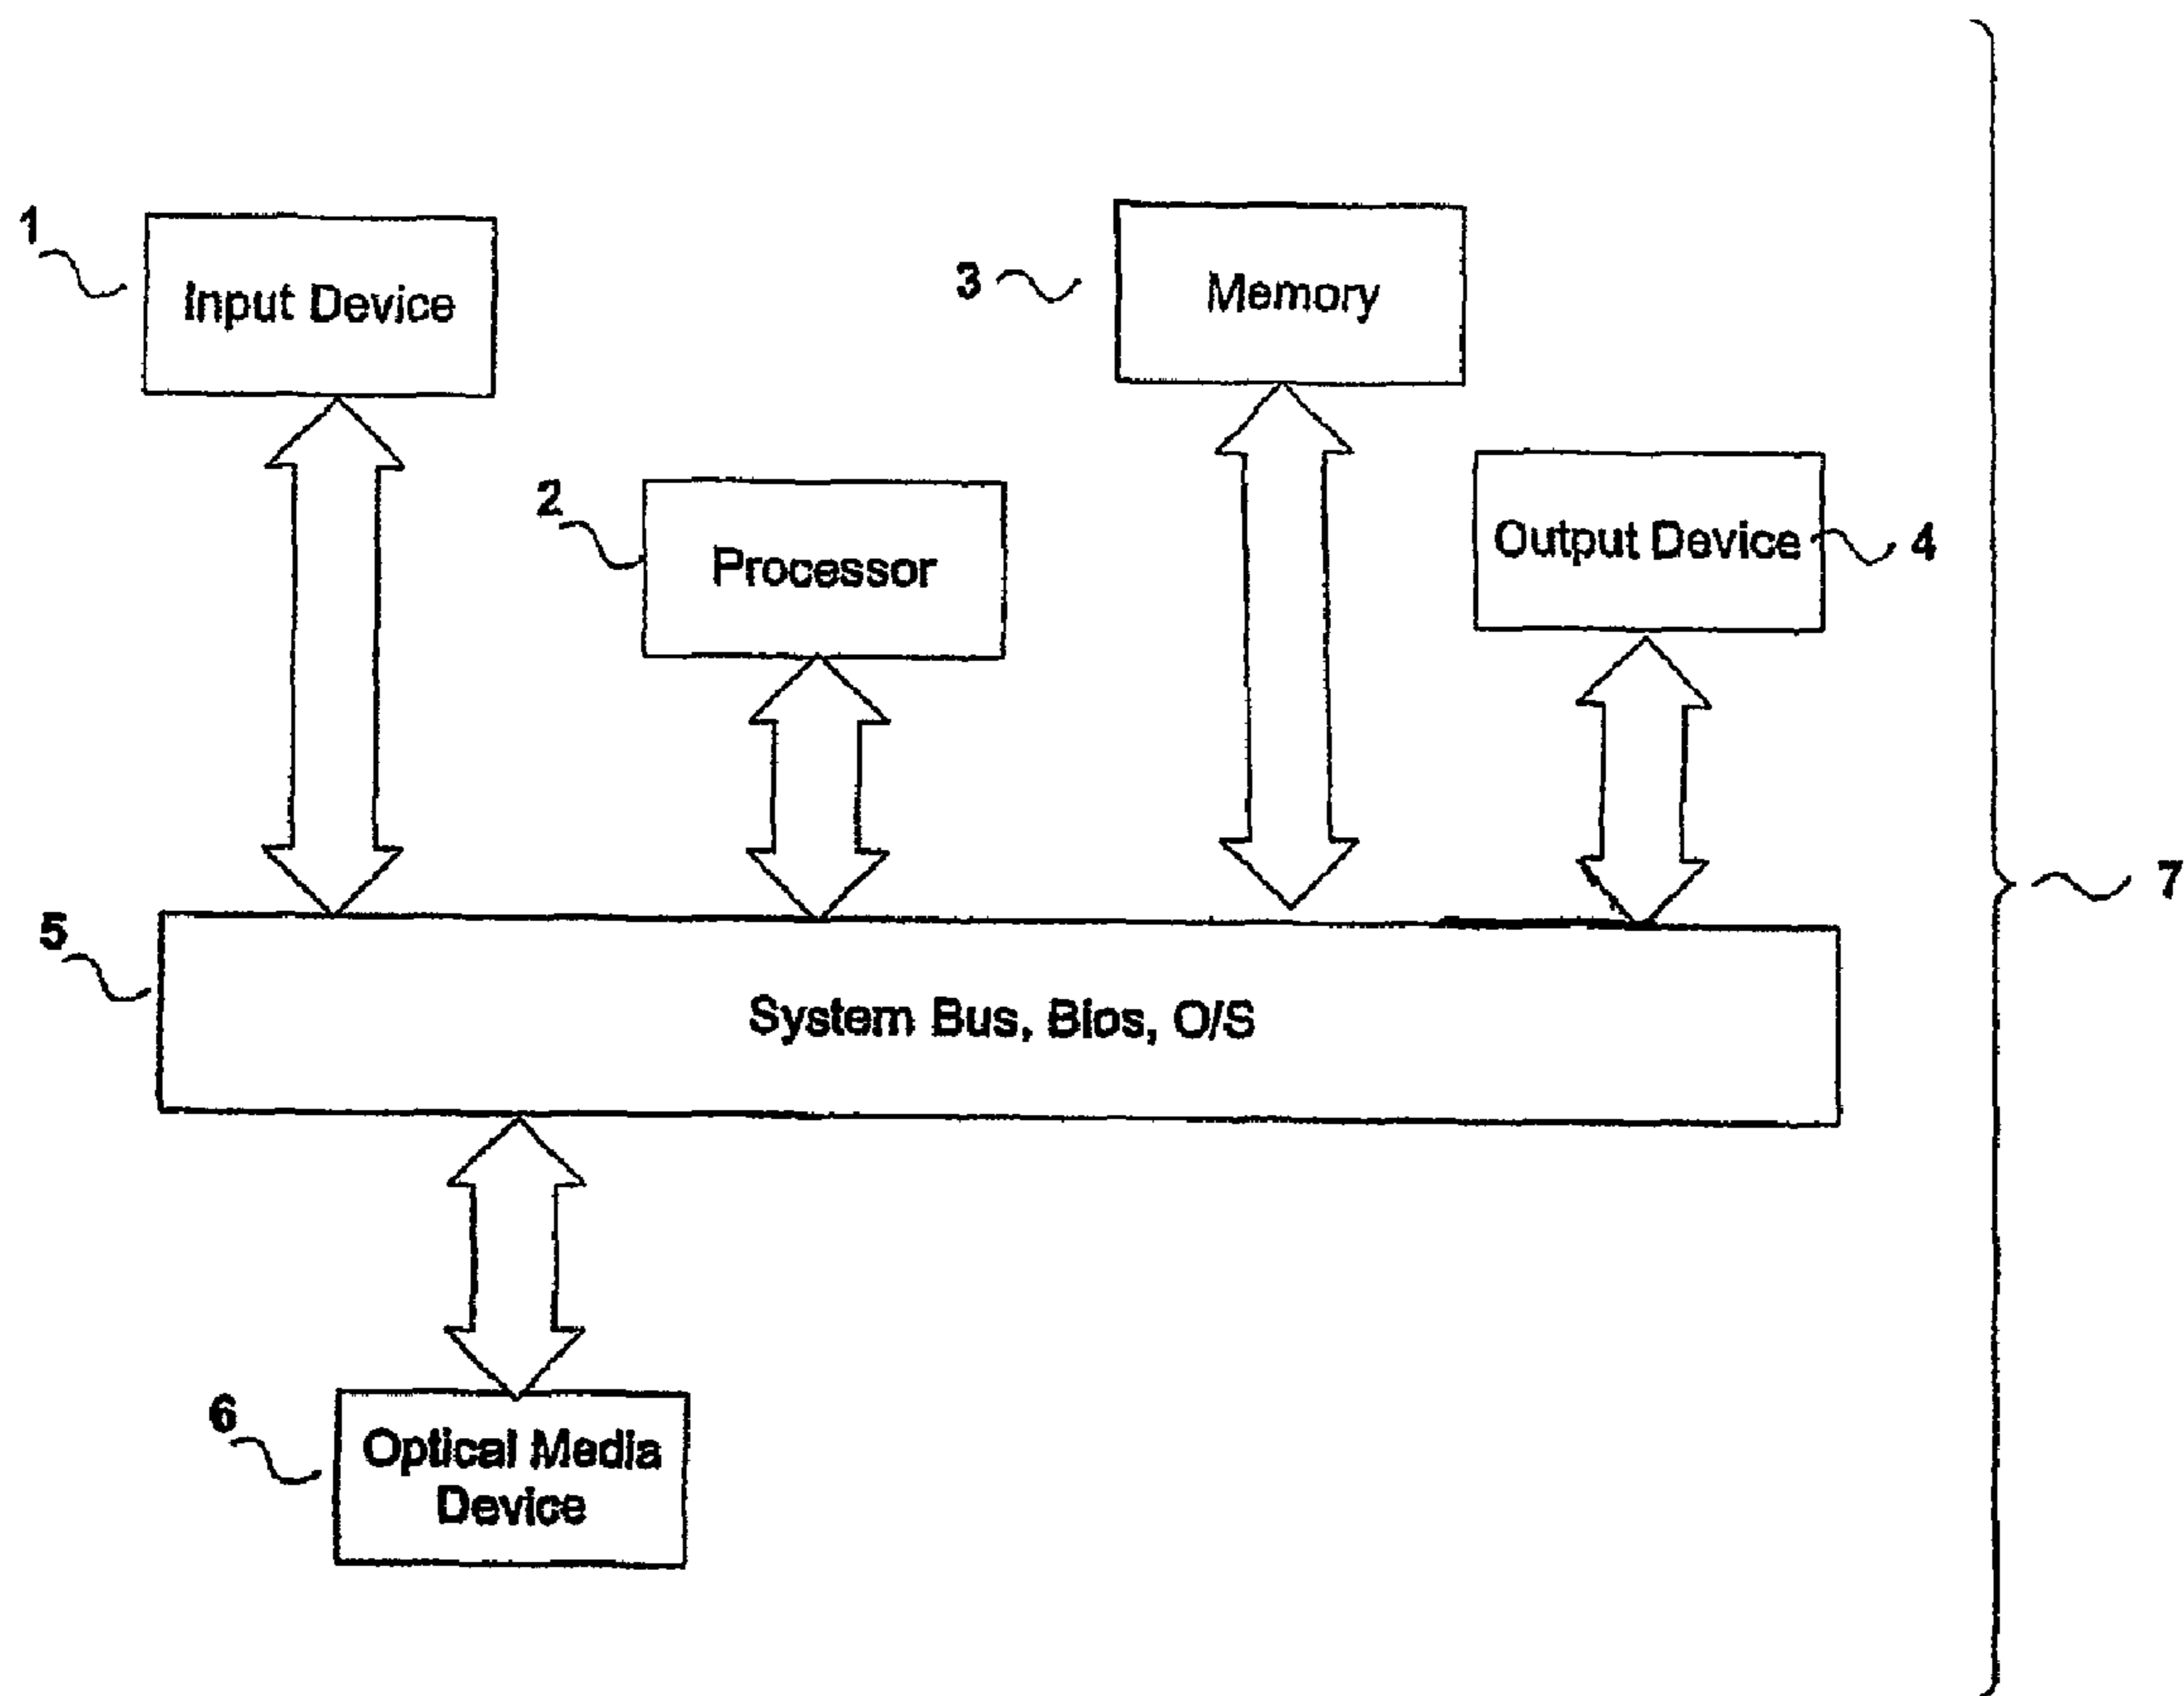 1
Input Device
3
Memory
2
Processor
Output Device
4
7
5
System Bus, Bios, O/S
6
Optical Media
Device